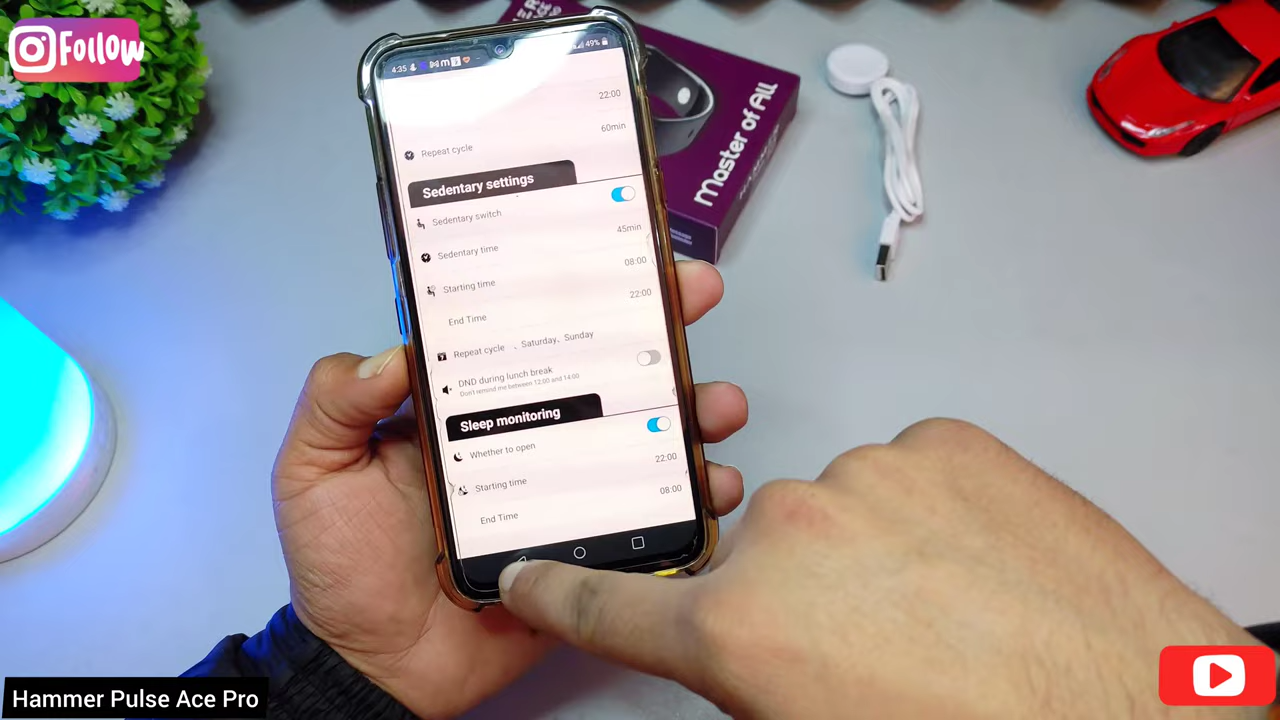 Follow
4:35
49%
22:00
60min
Repeat cycle
Sedentary settings
Sedentary switch
45min
Sedentary time
08:00
Starting time
22:00
End Time
Repeat cycle 、Saturday、Sunday
DND during lunch break
Don't remind me between 12:00 and 14:00
Sleep monitoring
Whether to open
22:00
Starting time
08:00
End Time
Master of All
Hammer Pulse Ace Pro